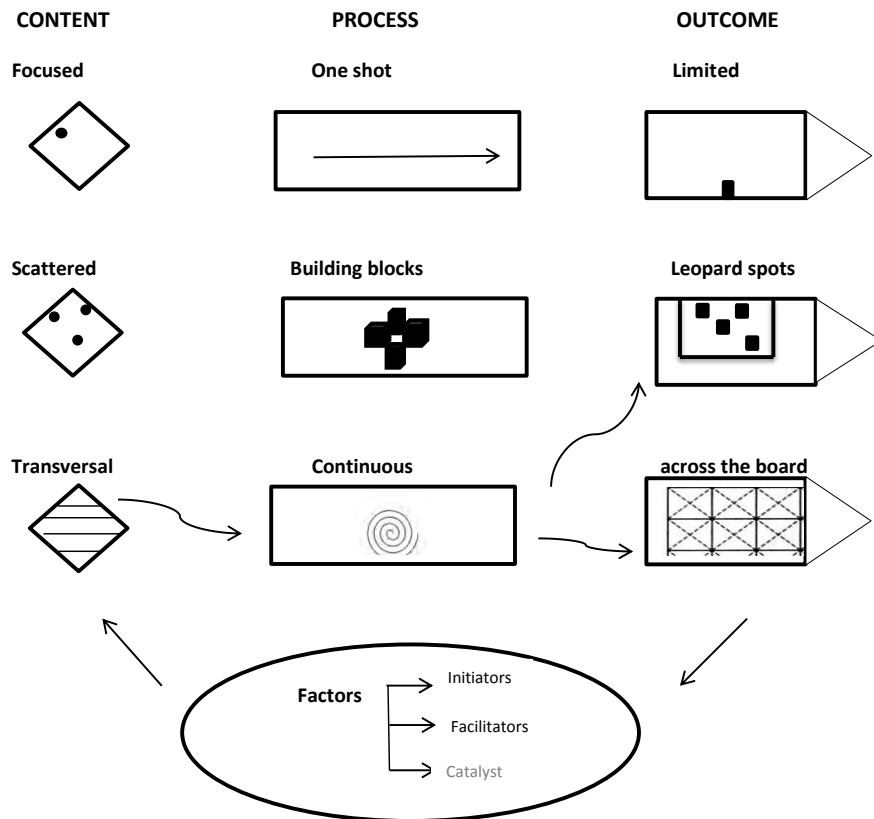 CONTENT PROCESS OUTCOME
Focused One shot Limited
Scattered Building blocks Leopard spots
Transversal Continuous across the board
Factors
Initiators
Facilitators
Catalyst